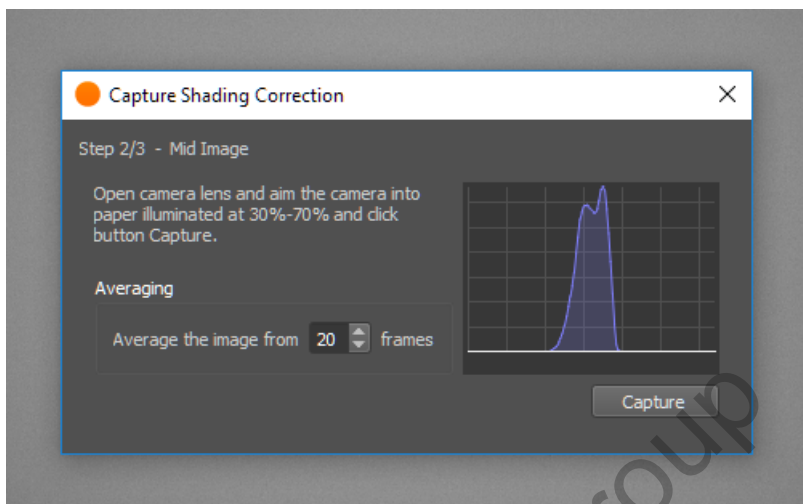 Capture Shading Correction
Step 2/3 - Mid Image
Open camera lens and aim the camera into
paper illuminated at 30%-70% and click
button Capture.
Averaging
Average the image from 20 frames
Capture